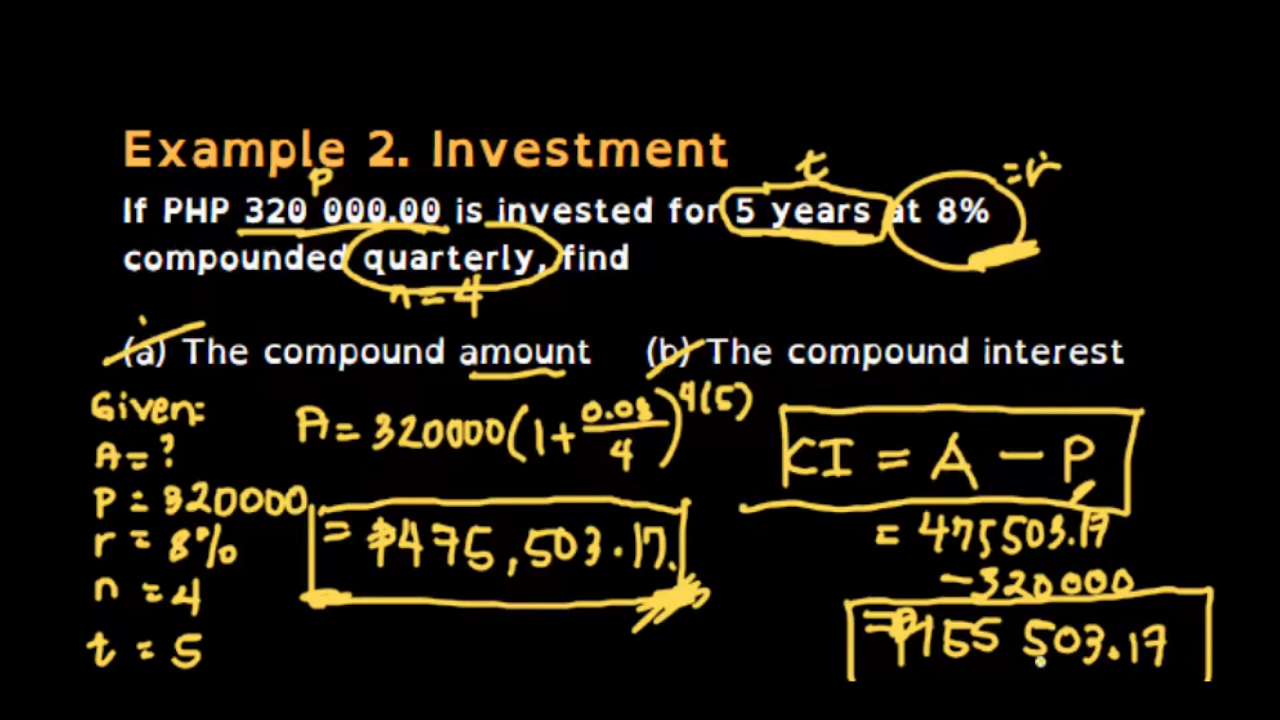 Example 2. Investment
P
t
= r
If PHP 320 000.00 is invested for 5 years at 8%
compounded quarterly, find
n = 4
(a) The compound amount (b) The compound interest
Given:
A = ?
P = 320000
r = 8%
n = 4
t = 5
A = 320000(1 + 0.08/4)^4(5)
= ₱475,503.17.
KI = A - P
= 475503.17
- 320000
= ₱155 503.17